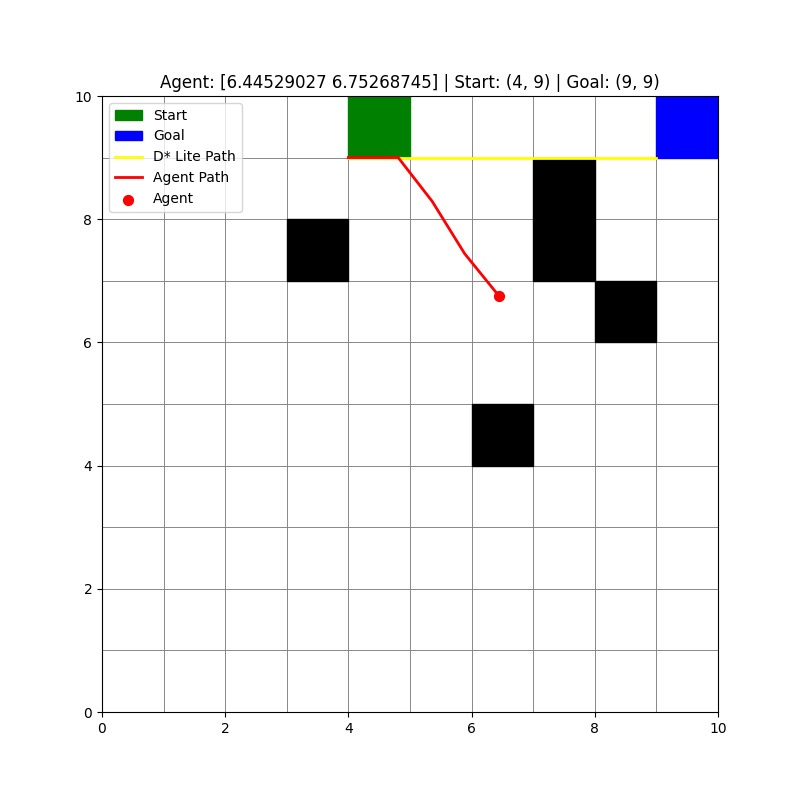 Agent: [6.44529027 6.75268745] | Start: (4, 9) | Goal: (9, 9)
Start
Goal
D* Lite Path
Agent Path
Agent
10
8
6
4
2
0
0 2 4 6 8 10